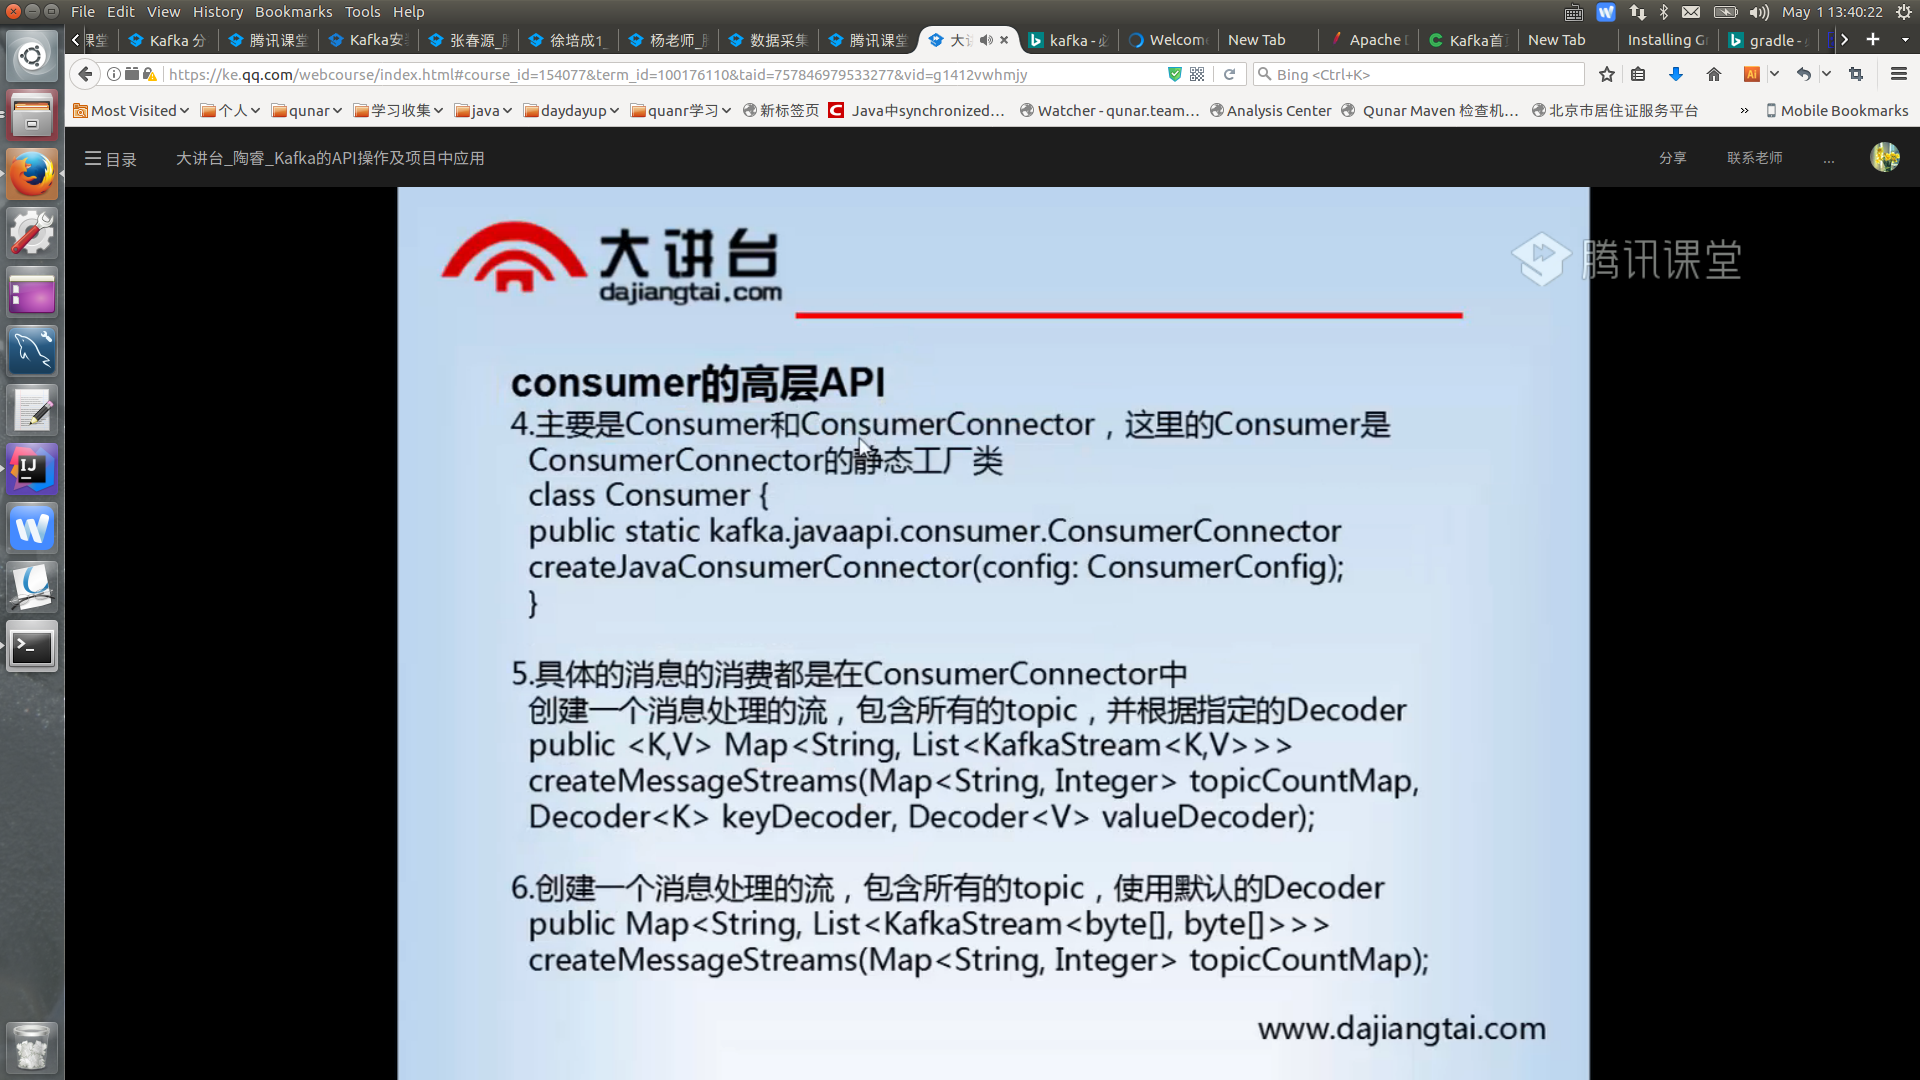 File Edit View History Bookmarks Tools Help
May 1 13:40:22
Kafka 分
腾讯课堂
Kafka安
张春源_
徐培成1_
杨老师_
数据采集
腾讯课堂
大
kafka -
Welcome
New Tab
Apache
Kafka首
New Tab
Installing Gr
gradle -
https://ke.qq.com/webcourse/index.html#course_id=154077&term_id=100176110&taid=757846979533277&vid=g1412vwhmjy
Bing <Ctrl+K>
Most Visited 个人 qunar 学习收集 java daydayup quanr学习 新标签页 Java中synchronized... Watcher - qunar.team... Analysis Center Qunar Maven 检查机... 北京市居住证服务平台 » Mobile Bookmarks
目录 大讲台_陶睿_Kafka的API操作及项目中应用 分享 联系老师 ...
大讲台
dajiangtai.com
腾讯课堂
consumer的高层API
4.主要是Consumer和ConsumerConnector，这里的Consumer是
ConsumerConnector的静态工厂类
class Consumer {
public static kafka.javaapi.consumer.ConsumerConnector
createJavaConsumerConnector(config: ConsumerConfig);
}
5.具体的消息的消费都是在ConsumerConnector中
创建一个消息处理的流，包含所有的topic，并根据指定的Decoder
public <K,V> Map<String, List<KafkaStream<K,V>>>
createMessageStreams(Map<String, Integer> topicCountMap,
Decoder<K> keyDecoder, Decoder<V> valueDecoder);
6.创建一个消息处理的流，包含所有的topic，使用默认的Decoder
public Map<String, List<KafkaStream<byte[], byte[]>>>
createMessageStreams(Map<String, Integer> topicCountMap);
www.dajiangtai.com